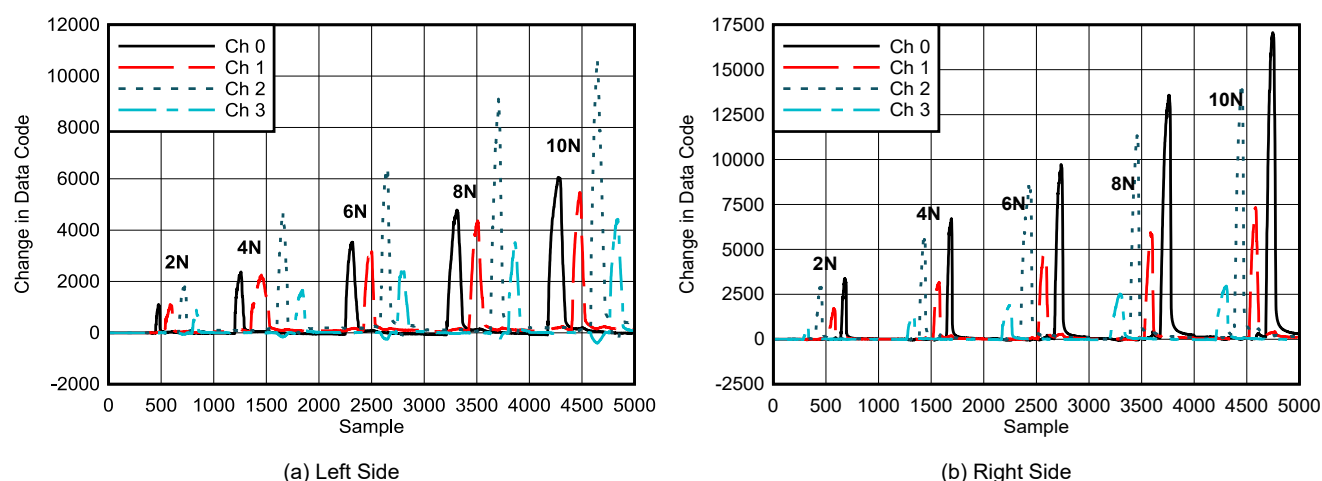 12000
10000
8000
6000
4000
2000
0
-2000
Change in Data Code
Ch 0
Ch 1
Ch 2
Ch 3
2N
4N
6N
8N
10N
0 500 1000 1500 2000 2500 3000 3500 4000 4500 5000
Sample
(a) Left Side
17500
15000
12500
10000
7500
5000
2500
0
-2500
Change in Data Code
Ch 0
Ch 1
Ch 2
Ch 3
2N
4N
6N
8N
10N
0 500 1000 1500 2000 2500 3000 3500 4000 4500 5000
Sample
(b) Right Side